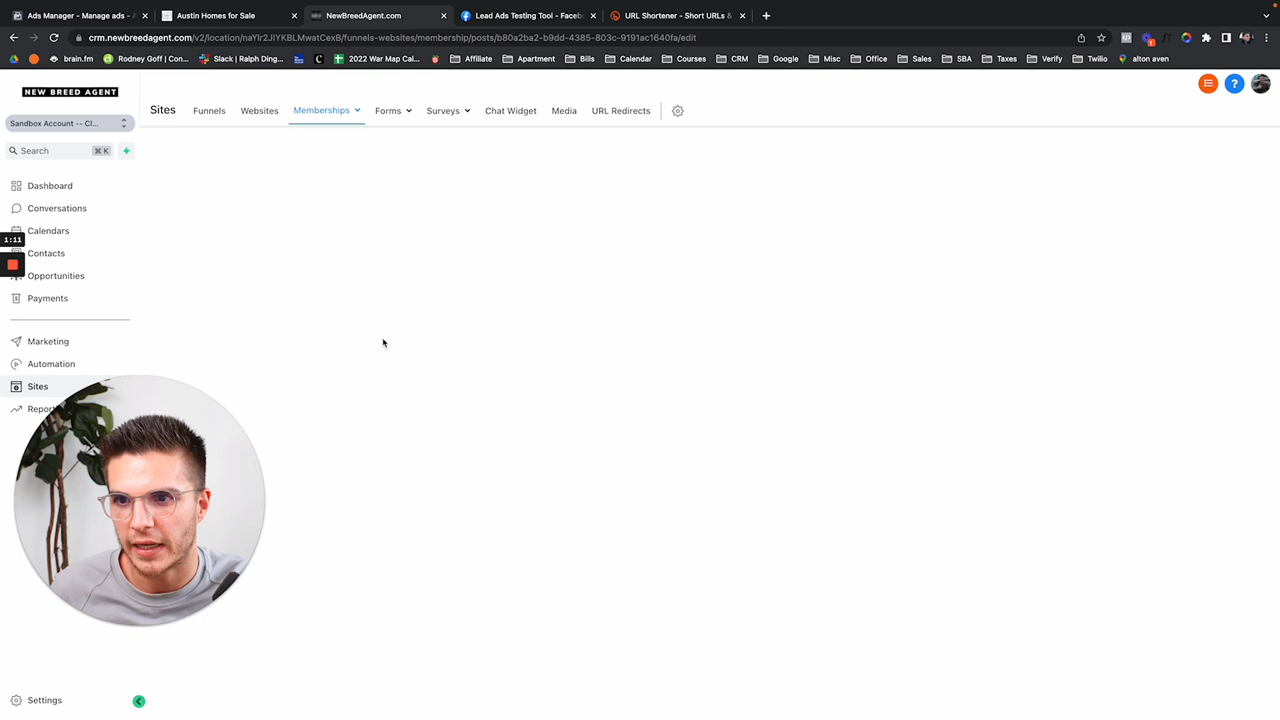 Ads Manager - Manage ads - A
Austin Homes for Sale
NewBreedAgent.com
Lead Ads Testing Tool - Faceb
URL Shortener - Short URLs &
crm.newbreedagent.com/v2/location/naYlr2JIYKBLMwatCexB/funnels-websites/membership/posts/b80a2ba2-b9dd-4385-803c-9191ac1640fa/edit
brain.fm
Rodney Goff | Con...
Slack | Ralph Ding...
2022 War Map Cal...
Affiliate
Apartment
Bills
Calendar
Courses
CRM
Google
Misc
Office
Sales
SBA
Taxes
Verify
Twilio
alton aven
NEW BREED AGENT
Sites
Funnels
Websites
Memberships
Forms
Surveys
Chat Widget
Media
URL Redirects
Sandbox Account -- Cl...
Search
⌘ K
Dashboard
Conversations
Calendars
1:11
Contacts
Opportunities
Payments
Marketing
Automation
Sites
Report
Settings